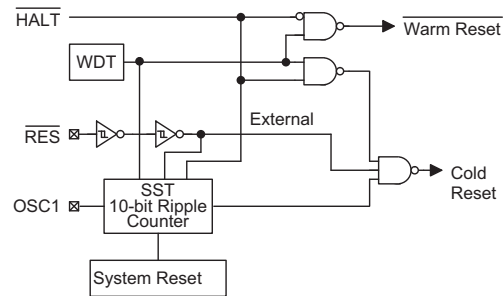 HALT
Warm Reset
WDT
RES
External
OSC1
SST
10-bit Ripple
Counter
Cold
Reset
System Reset